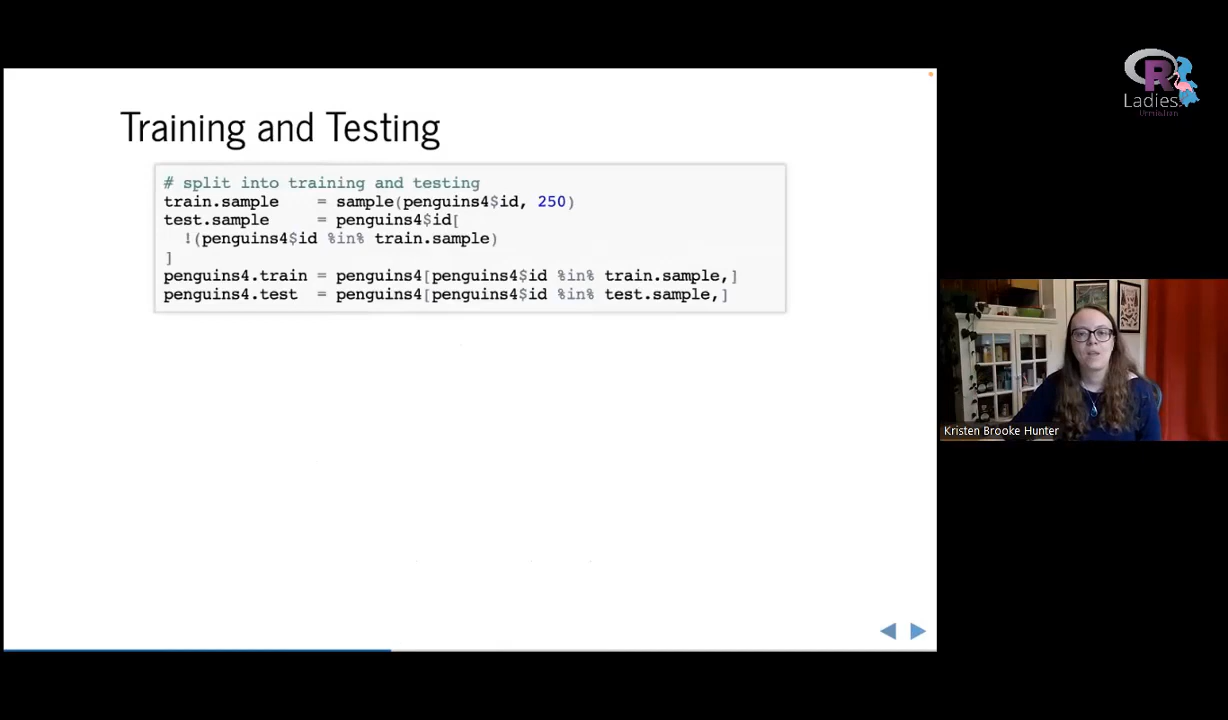 R
Ladies
Training and Testing
# split into training and testing
train.sample    = sample(penguins4$id, 250)
test.sample     = penguins4$id[
  !(penguins4$id %in% train.sample)
]
penguins4.train = penguins4[penguins4$id %in% train.sample,]
penguins4.test  = penguins4[penguins4$id %in% test.sample,]
Kristen Brooke Hunter